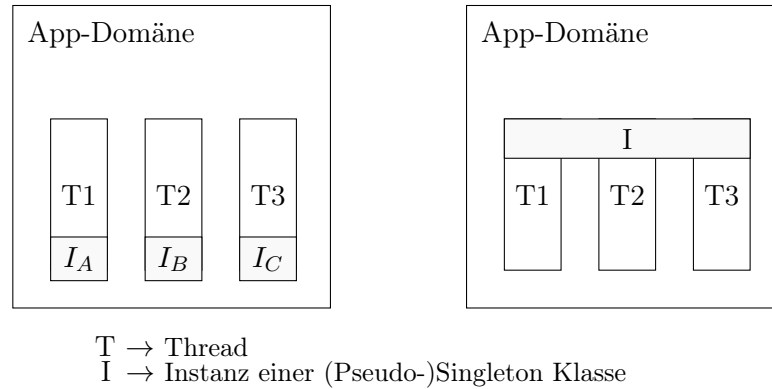 App-Domäne
T1 T2 T3
I_A I_B I_C
App-Domäne
I
T1 T2 T3
T → Thread
I → Instanz einer (Pseudo-)Singleton Klasse